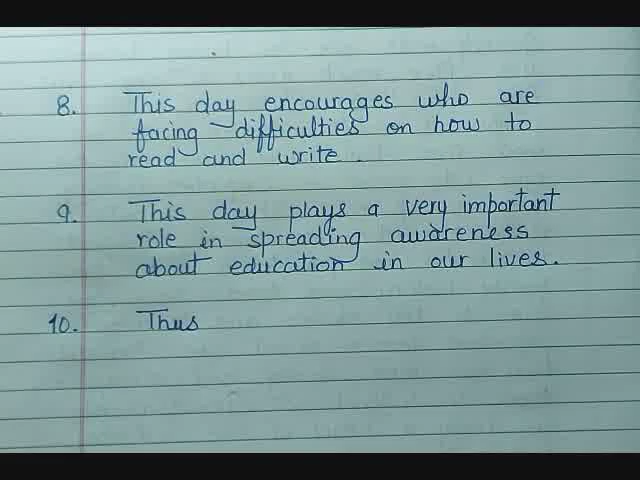 8. This day encourages who are
facing difficulties on how to
read and write.
9. This day plays a very important
role in spreading awareness
about education in our lives.
10. Thus